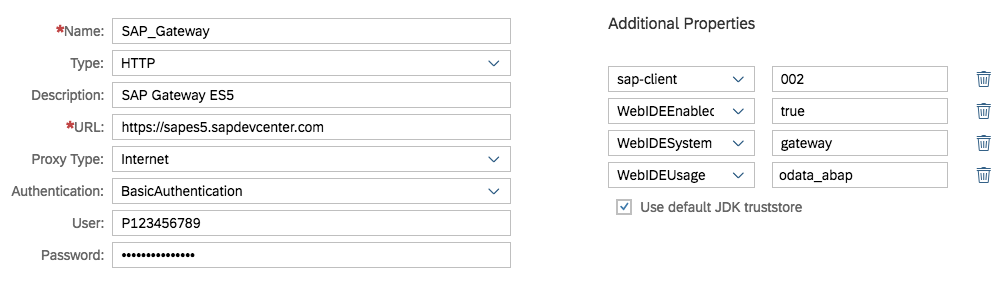 *Name: SAP_Gateway
Type: HTTP
Description: SAP Gateway ES5
*URL: https://sapes5.sapdevcenter.com
Proxy Type: Internet
Authentication: BasicAuthentication
User: P123456789
Password: •••••••••••••••
Additional Properties
sap-client 002
WebIDEEnabled true
WebIDESystem gateway
WebIDEUsage odata_abap
Use default JDK truststore